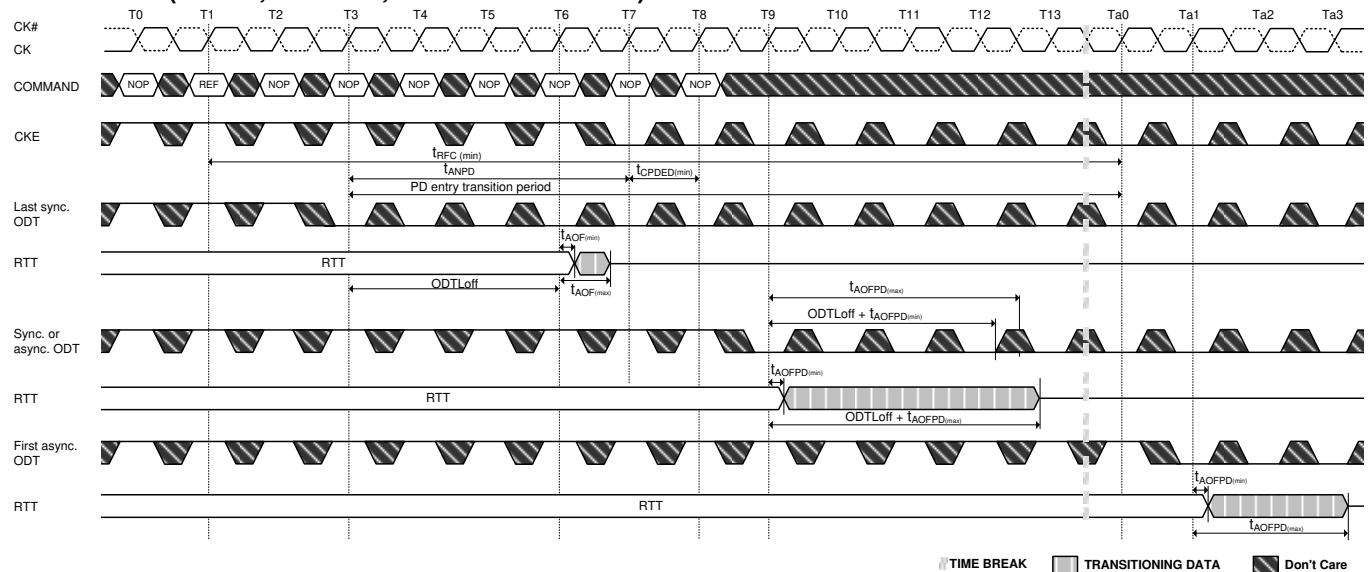 T0 T1 T2 T3 T4 T5 T6 T7 T8 T9 T10 T11 T12 T13 Ta0 Ta1 Ta2 Ta3
CK#
CK
COMMAND NOP REF NOP NOP NOP NOP NOP NOP NOP
CKE
tRFC (min)
tANPD tCPDED(min)
PD entry transition period
Last sync.
ODT
tAOF(min)
RTT RTT
ODTLoff tAOF(max)
tAOFPD(max)
ODTLoff + tAOFPD(min)
Sync. or
async. ODT
tAOFPD(min)
RTT RTT
ODTLoff + tAOFPD(max)
First async.
ODT
tAOFPD(min)
RTT RTT
tAOFPD(max)
TIME BREAK TRANSITIONING DATA Don't Care